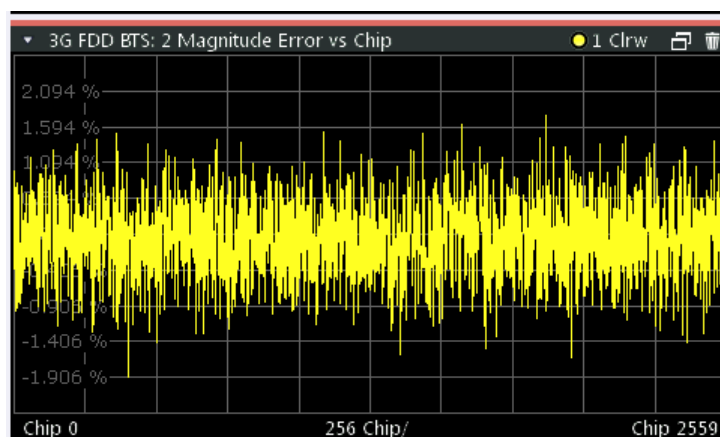 3G FDD BTS: 2 Magnitude Error vs Chip
1 Clrw
2.094 %
1.594 %
1.094 %
-1.406 %
-1.906 %
Chip 0
256 Chip/
Chip 2559